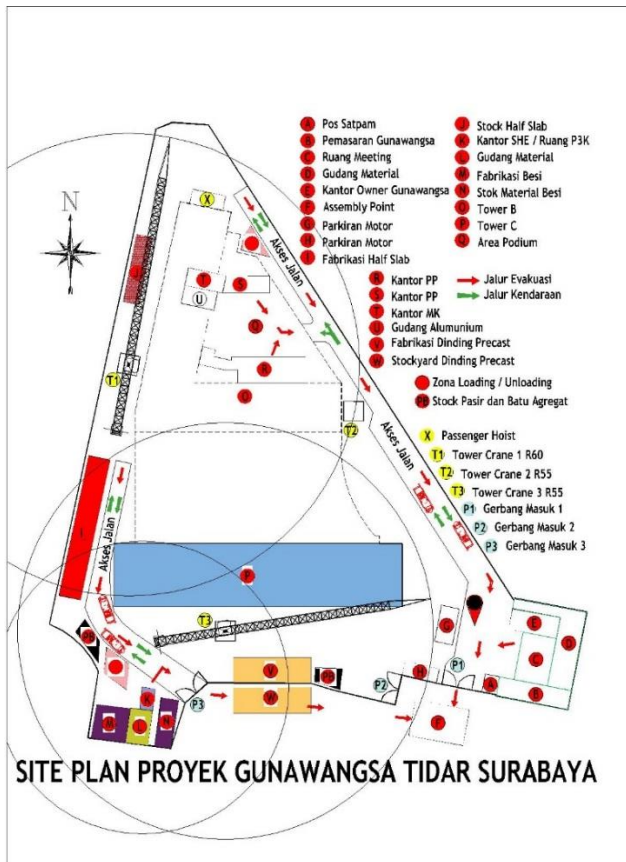 A Pos Satpam
B Pemasaran Gunawangsa
C Ruang Meeting
D Gudang Material
E Kantor Owner Gunawangsa
F Assembly Point
G Parkiran Motor
H Parkiran Motor
I Fabrikasi Half Slab
J Stock Half Slab
K Kantor SHE / Ruang P3K
L Gudang Material
M Fabrikasi Besi
N Stok Material Besi
O Tower B
P Tower C
Q Area Podium
R Kantor PP
S Kantor PP
T Kantor MK
U Gudang Alumunium
V Fabrikasi Dinding Precast
W Stockyard Dinding Precast
Jalur Evakuasi
Jalur Kendaraan
Zona Loading / Unloading
PB Stock Pasir dan Batu Agregat
X Passenger Hoist
T1 Tower Crane 1 R60
T2 Tower Crane 2 R55
T3 Tower Crane 3 R55
P1 Gerbang Masuk 1
P2 Gerbang Masuk 2
P3 Gerbang Masuk 3
N
X
Akses Jalan
J
T
S
U
Q
R
T1
O
T2
Akses Jalan
Akses Jalan
I
P
T3
PB
G
E
D
C
K
V
PB
H
P1
P2
A
B
W
P3
M
L
N
F
SITE PLAN PROYEK GUNAWANGSA TIDAR SURABAYA